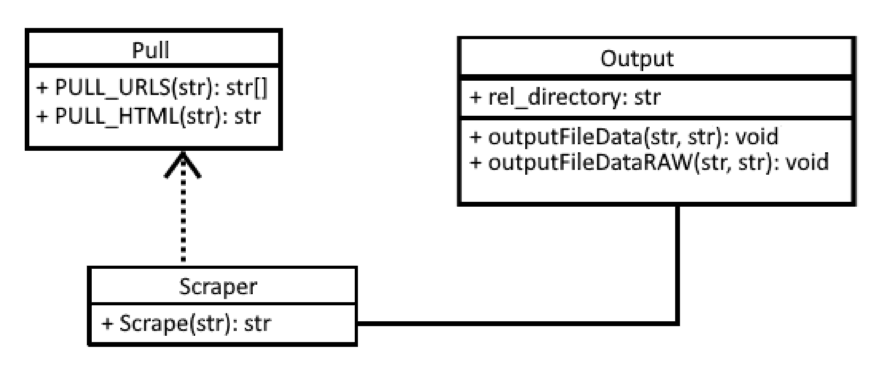 Pull
+ PULL_URLS(str): str[]
+ PULL_HTML(str): str
Output
+ rel_directory: str
+ outputFileData(str, str): void
+ outputFileDataRAW(str, str): void
Scraper
+ Scrape(str): str